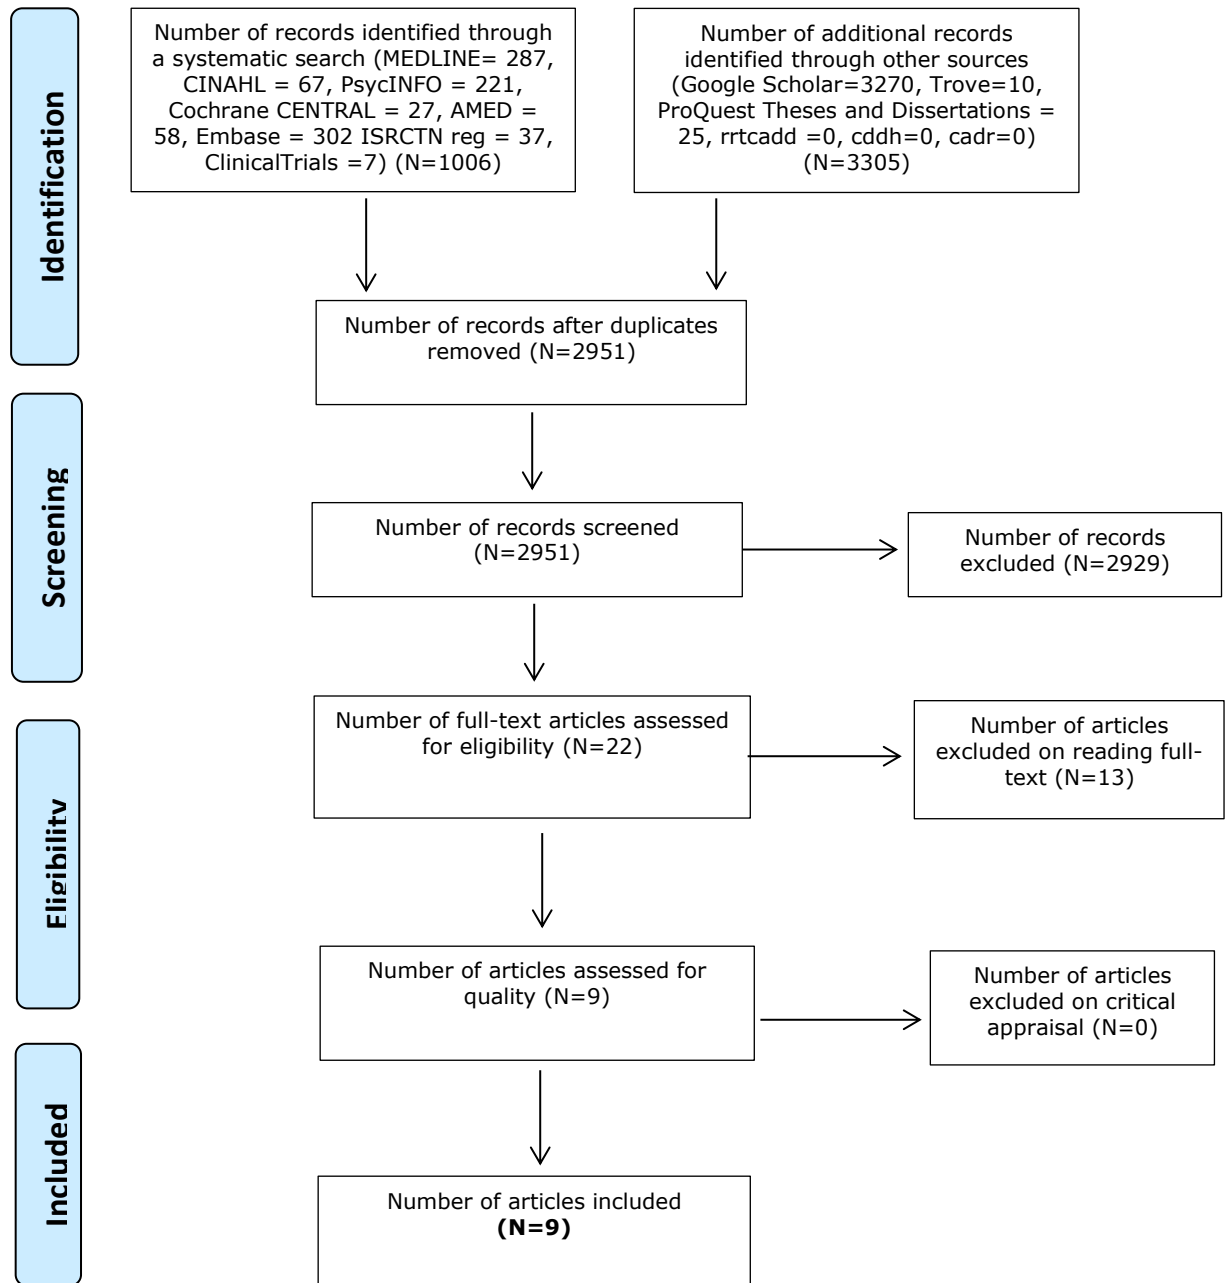 Identification
Number of records identified through
a systematic search (MEDLINE= 287,
CINAHL = 67, PsycINFO = 221,
Cochrane CENTRAL = 27, AMED =
58, Embase = 302 ISRCTN reg = 37,
ClinicalTrials =7) (N=1006)
Number of additional records
identified through other sources
(Google Scholar=3270, Trove=10,
ProQuest Theses and Dissertations =
25, rrtcadd =0, cddh=0, cadr=0)
(N=3305)
Number of records after duplicates
removed (N=2951)
Screening
Number of records screened
(N=2951)
Number of records
excluded (N=2929)
Eligibility
Number of full-text articles assessed
for eligibility (N=22)
Number of articles
excluded on reading full-
text (N=13)
Number of articles assessed for
quality (N=9)
Number of articles
excluded on critical
appraisal (N=0)
Included
Number of articles included
(N=9)